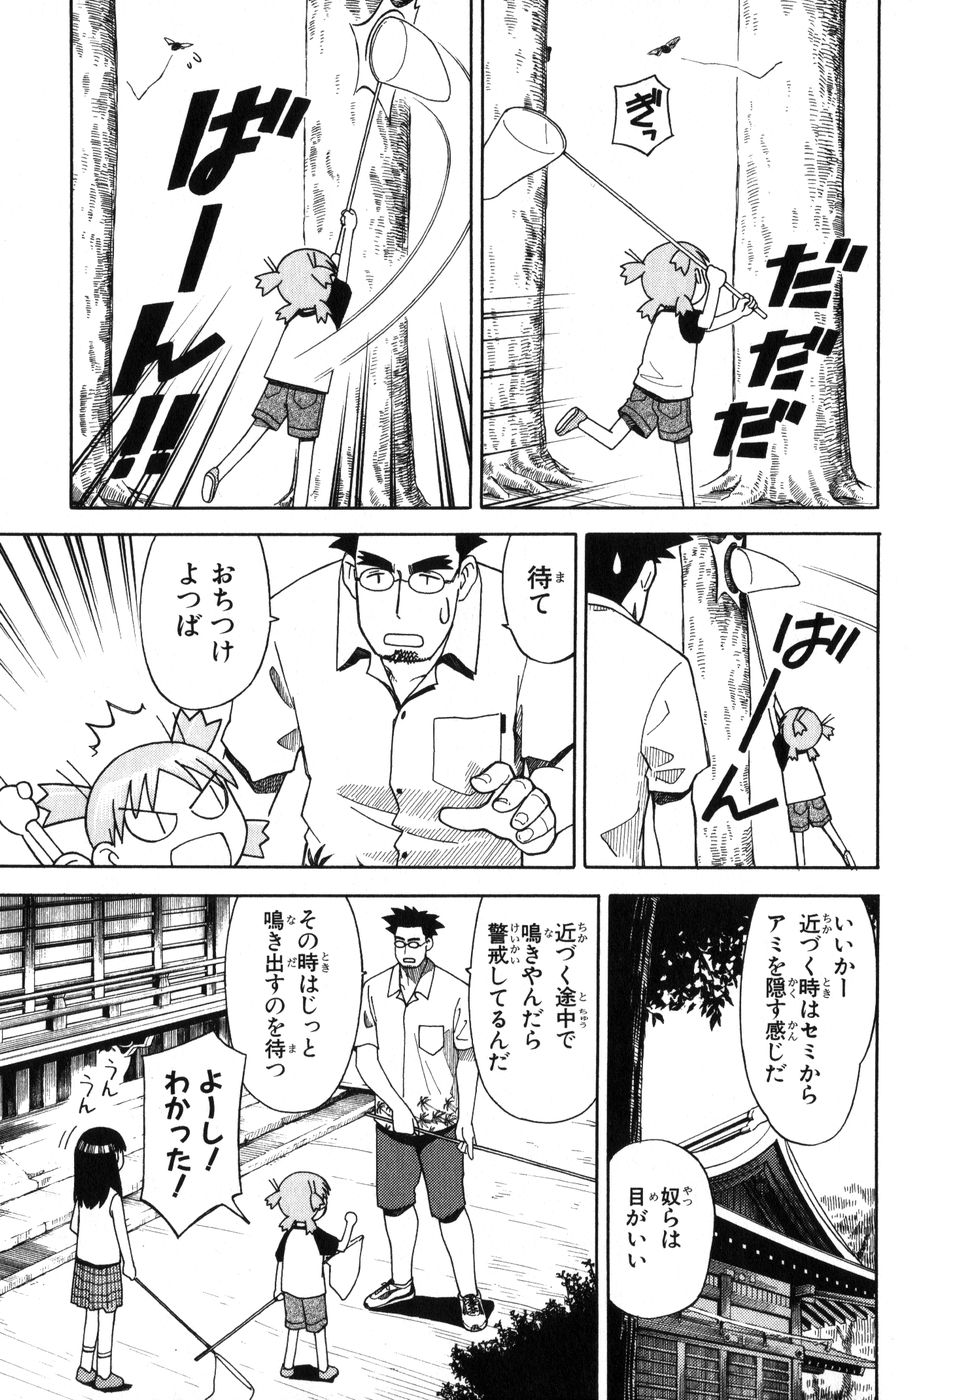 ぎくっ
だだだ
ばーーん!!
ばーーん
待て
おちつけ
よつば
いいかー
近づく時はセミから
アミを隠す感じだ
奴らは
目がいい
近づく途中で
鳴きやんだら
警戒してるんだ
その時はじっと
鳴き出すのを待つ
よーし!
わかった!
うん
うん